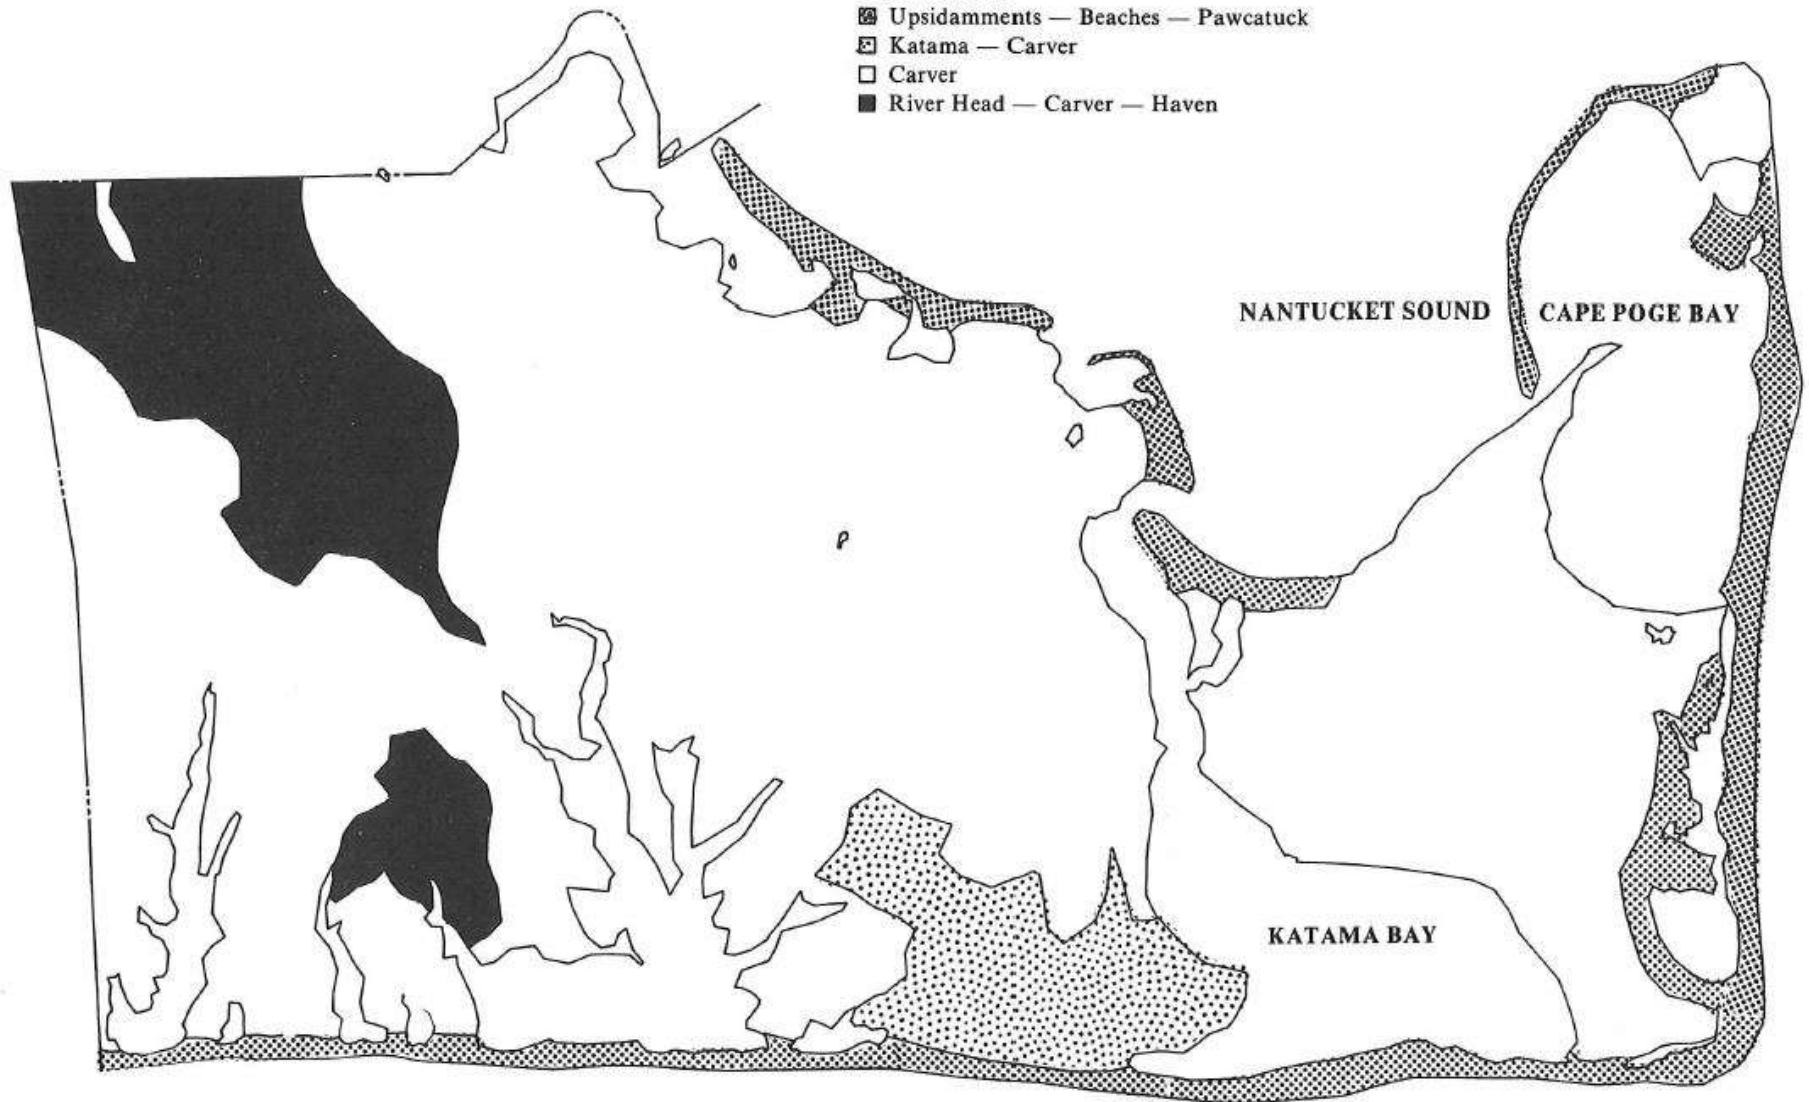 Upsidamments — Beaches — Pawcatuck
Katama — Carver
Carver
River Head — Carver — Haven
NANTUCKET SOUND
CAPE POGE BAY
KATAMA BAY